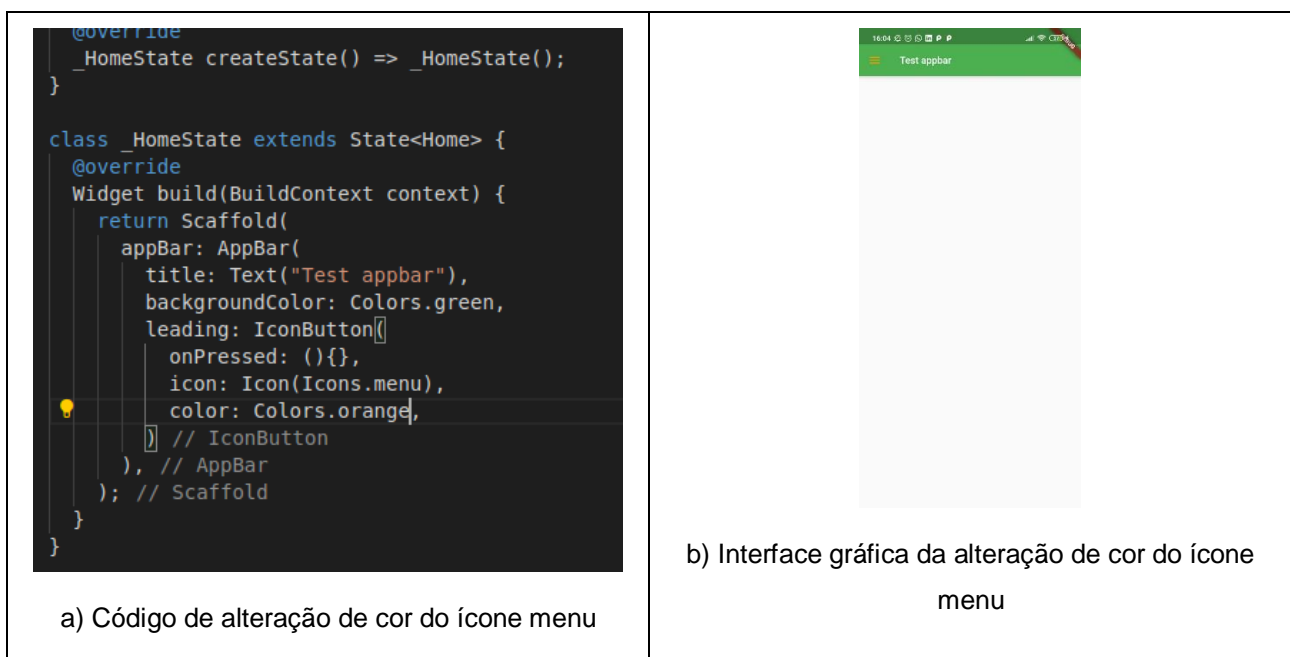 @override
_HomeState createState() => _HomeState();
}
class _HomeState extends State<Home> {
@override
Widget build(BuildContext context) {
return Scaffold(
appBar: AppBar(
title: Text("Test appbar"),
backgroundColor: Colors.green,
leading: IconButton(
onPressed: (){},
icon: Icon(Icons.menu),
color: Colors.orange,
) // IconButton
), // AppBar
); // Scaffold
}
}
a) Código de alteração de cor do ícone menu
16:04
Test appbar
b) Interface gráfica da alteração de cor do ícone
menu